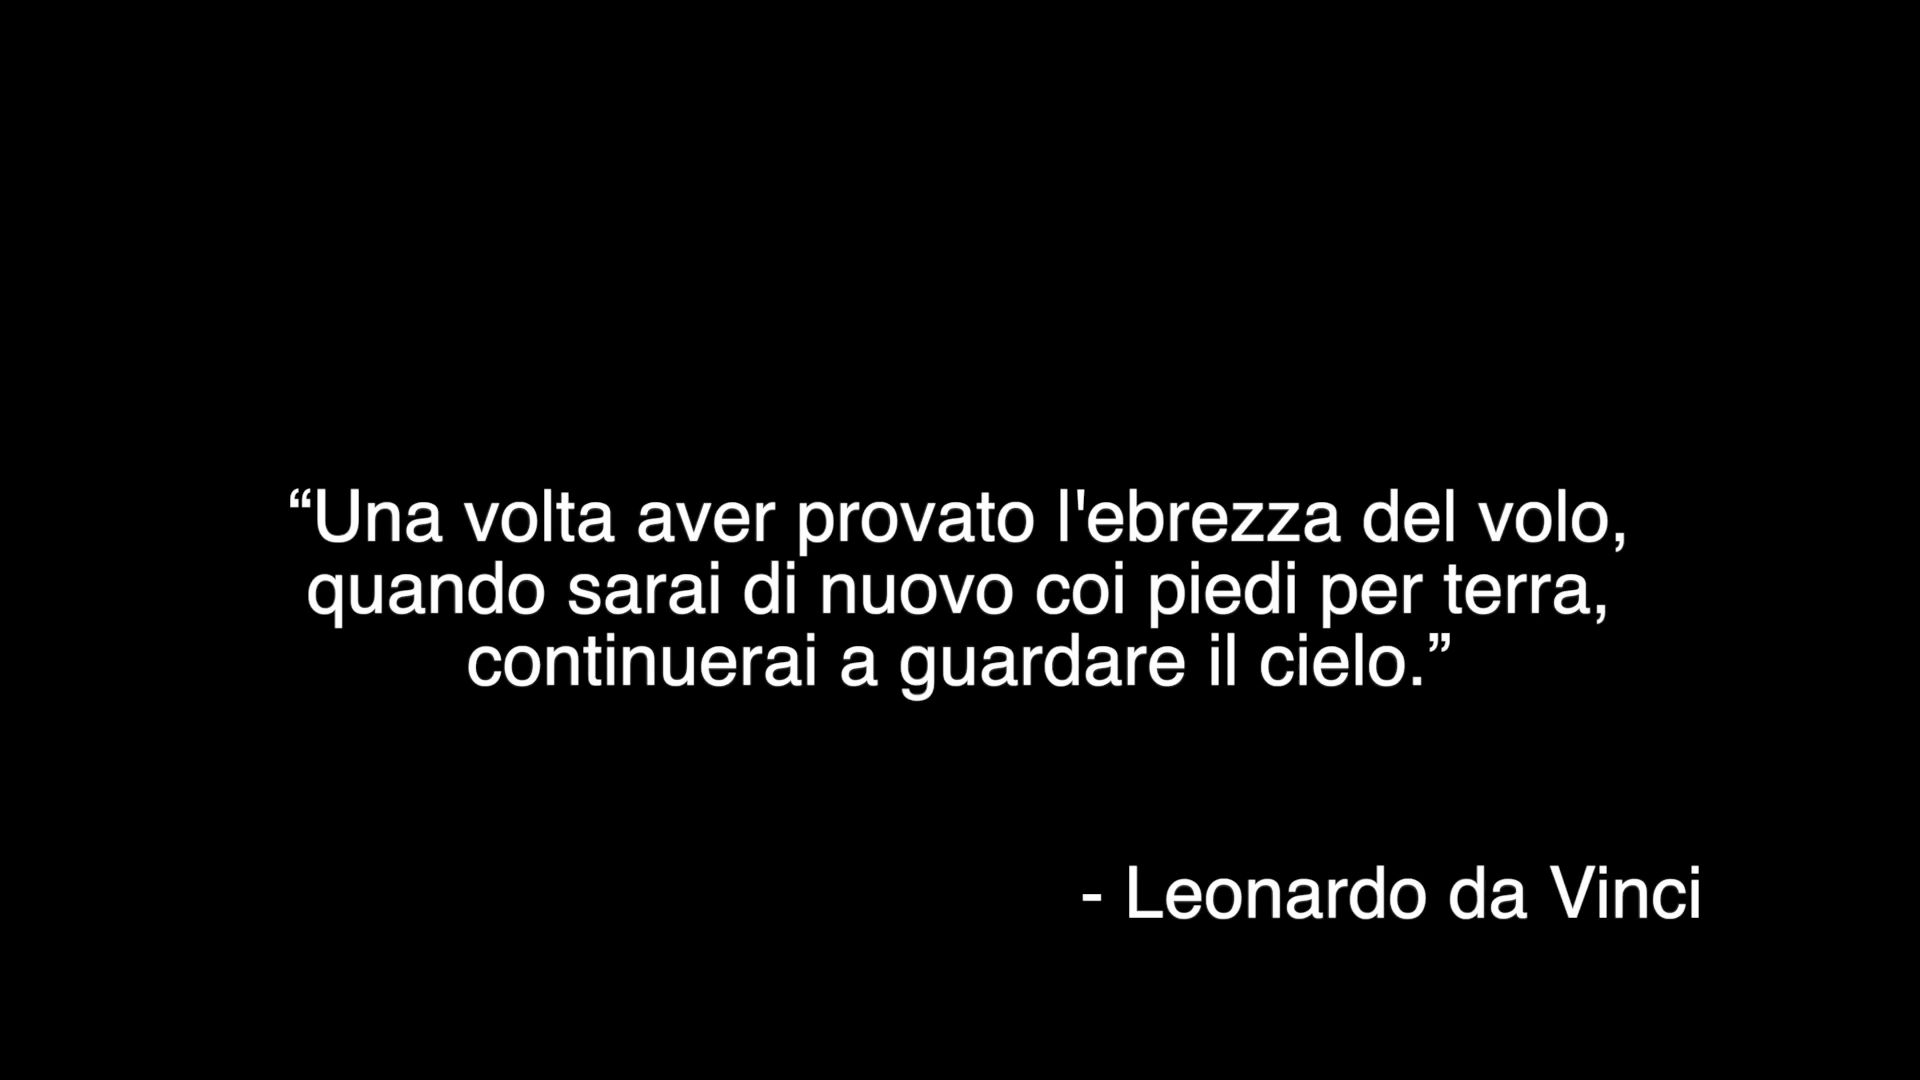 “Una volta aver provato l'ebrezza del volo,
quando sarai di nuovo coi piedi per terra,
continuerai a guardare il cielo.”
- Leonardo da Vinci